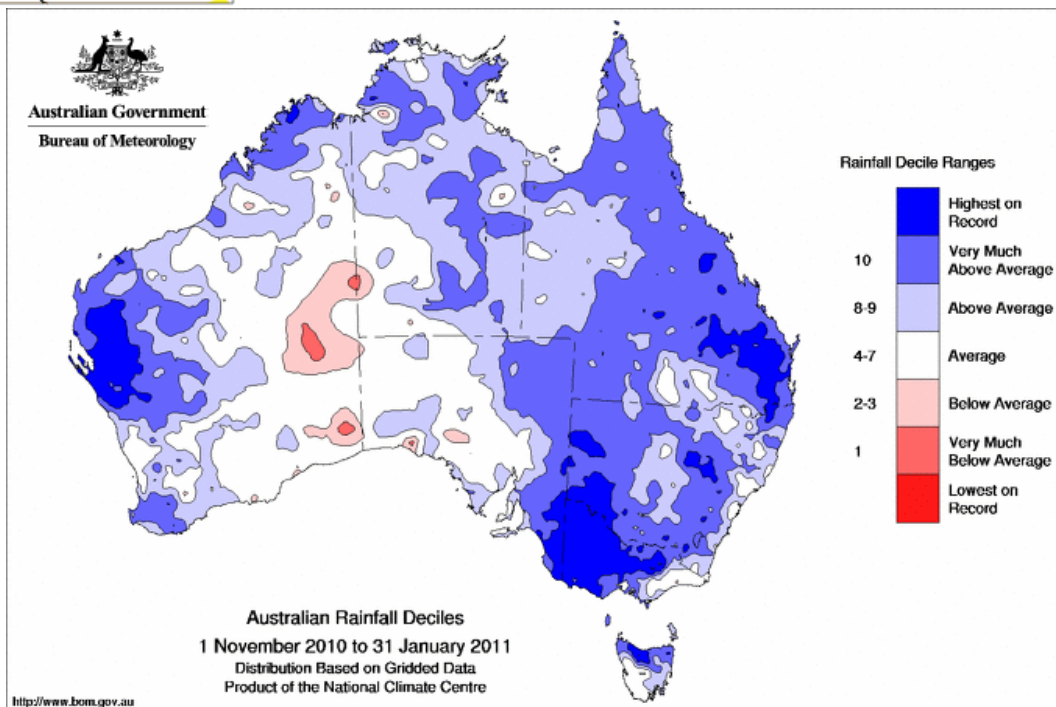 Australian Government
Bureau of Meteorology
Rainfall Decile Ranges
Highest on
Record
10
Very Much
Above Average
8-9
Above Average
4-7
Average
2-3
Below Average
1
Very Much
Below Average
Lowest on
Record
Australian Rainfall Deciles
1 November 2010 to 31 January 2011
Distribution Based on Gridded Data
Product of the National Climate Centre
http://www.bom.gov.au